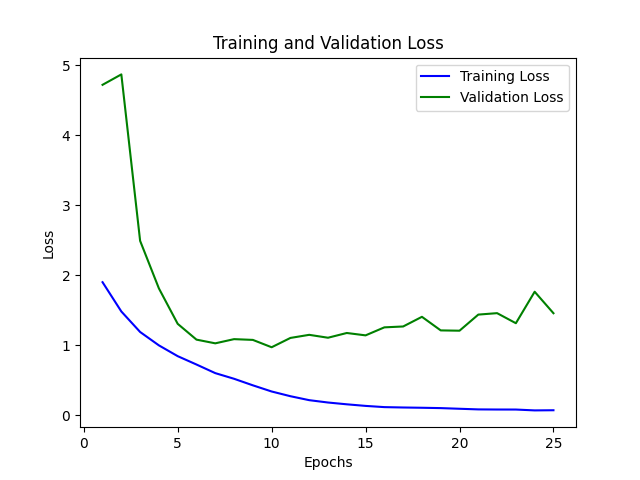 Training and Validation Loss
Training Loss
Validation Loss
5
4
3
2
1
0
Loss
0 5 10 15 20 25
Epochs